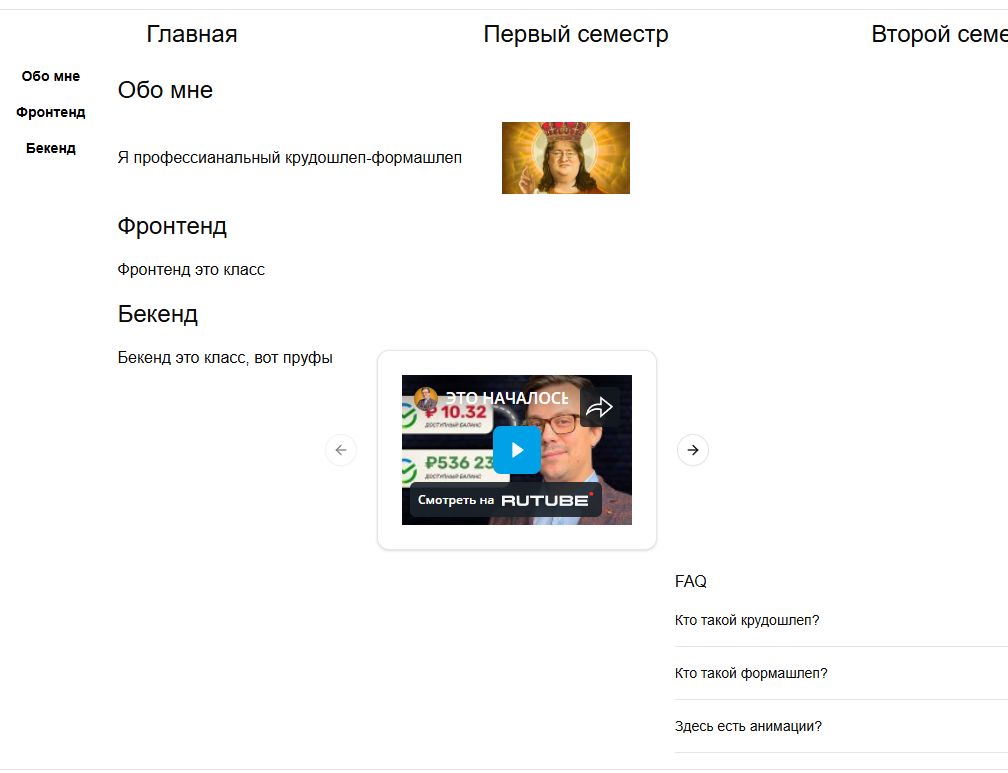 Главная Первый семестр Второй семе
Обо мне
Фронтенд
Бекенд
Обо мне
Я профессианальный крудошлеп-формашлеп
Фронтенд
Фронтенд это класс
Бекенд
Бекенд это класс, вот пруфы
ЭТО НАЧАЛОСЬ
₽ 10.32
ДОСТУПНЫЙ БАЛАНС
₽536 23
ДОСТУПНЫЙ БАЛАНС
Смотреть на RUTUBE
FAQ
Кто такой крудошлеп?
Кто такой формашлеп?
Здесь есть анимации?